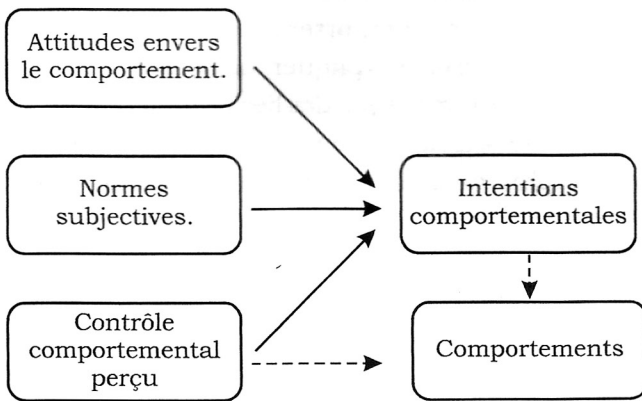 Attitudes envers
le comportement.
Normes
subjectives.
Intentions
comportementales
Contrôle
comportemental
perçu
Comportements